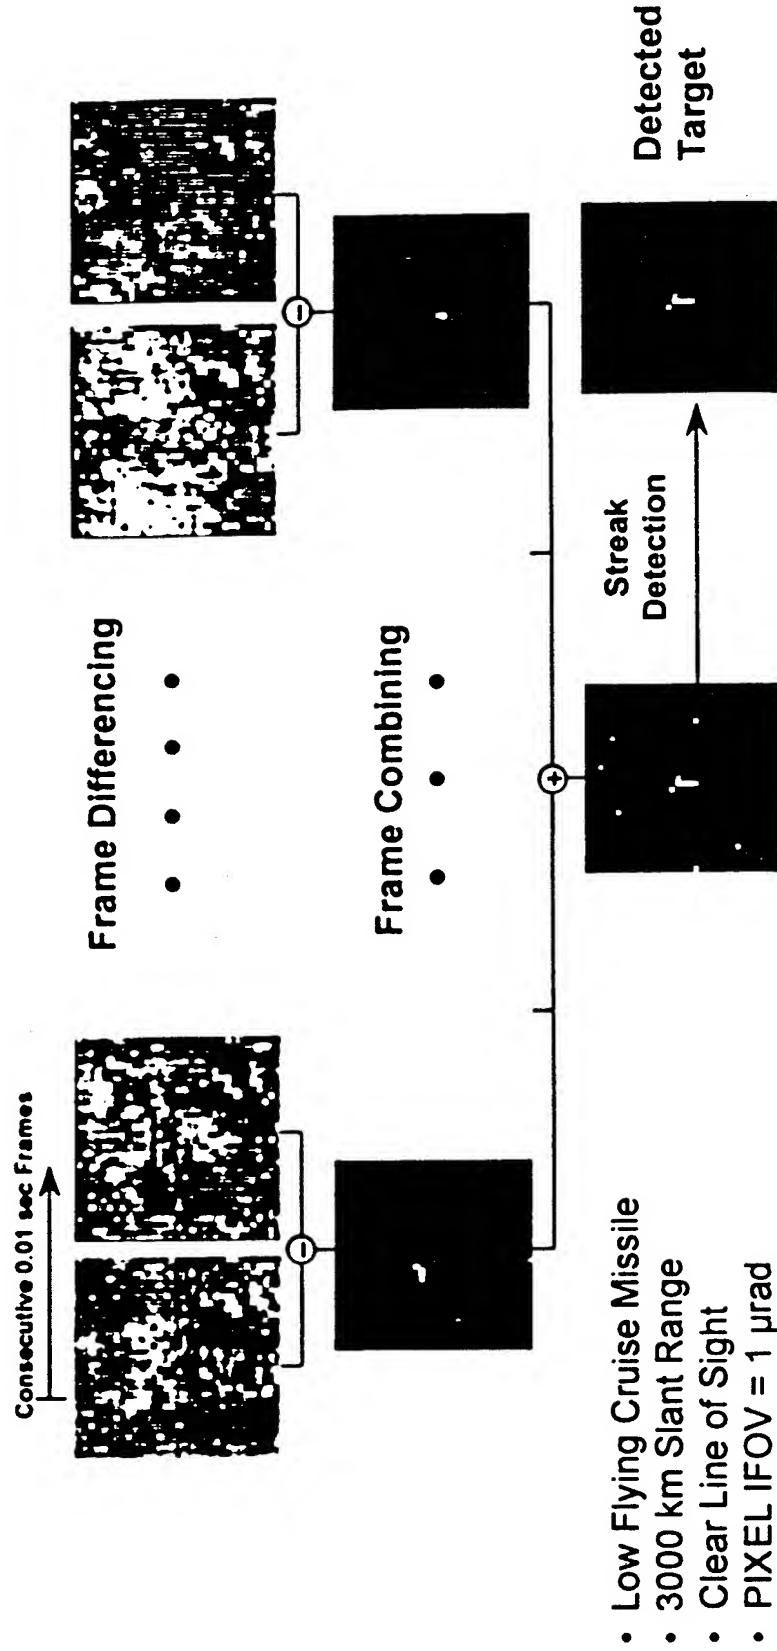 Consecutive 0.01 sec Frames
Frame Differencing
Frame Combining
Streak
Detection
Detected
Target
• Low Flying Cruise Missile
• 3000 km Slant Range
• Clear Line of Sight
• PIXEL IFOV = 1 μrad